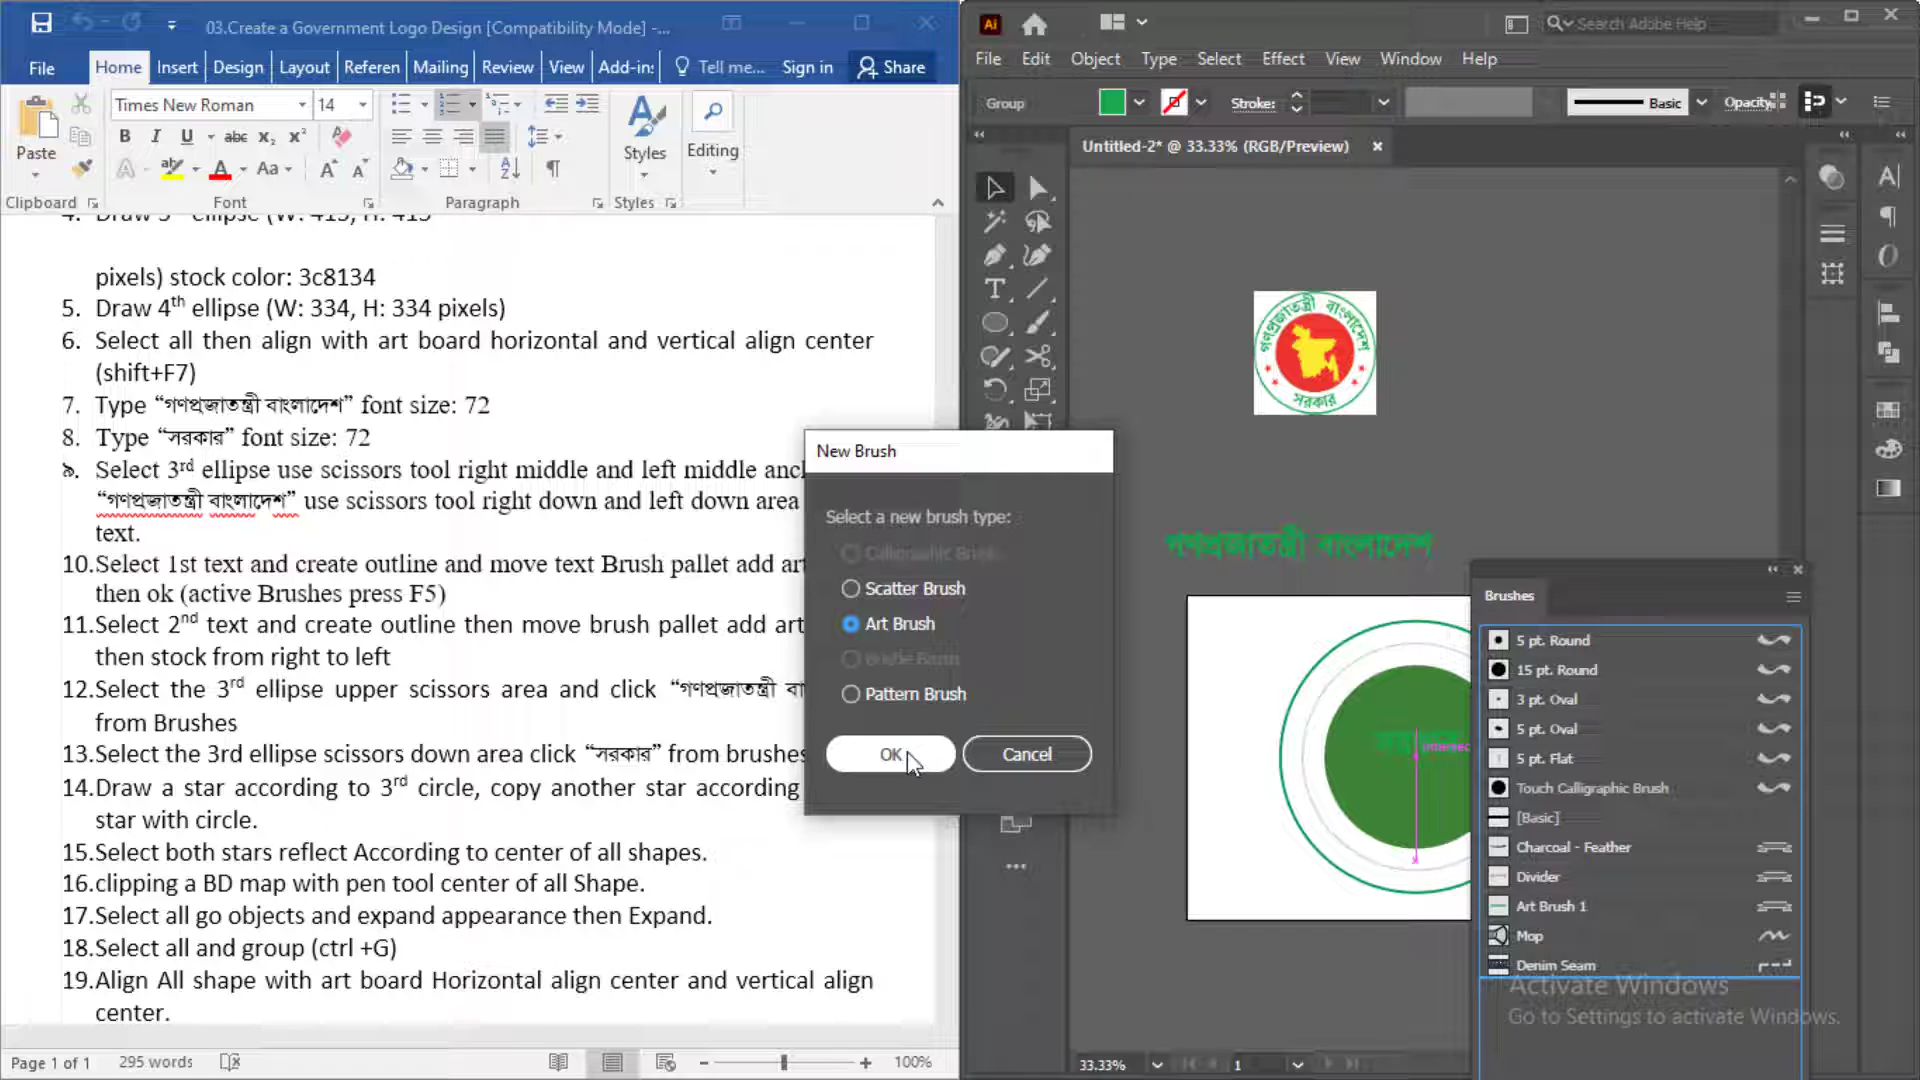 03.Create a Government Logo Design [Compatibility Mode] -...
File Home Insert Design Layout Referen Mailing Review View Add-in: Tell me... Sign in Share
Times New Roman 14
B I U abc x₂ x²
Aa A A
Paste Styles Editing
Clipboard Font Paragraph Styles
pixels) stock color: 3c8134
5. Draw 4th ellipse (W: 334, H: 334 pixels)
6. Select all then align with art board horizontal and vertical align center
(shift+F7)
7. Type “গণপ্রজাতন্ত্রী বাংলাদেশ” font size: 72
8. Type “সরকার” font size: 72
৯. Select 3rd ellipse use scissors tool right middle and left middle
“গণপ্রজাতন্ত্রী বাংলাদেশ” use scissors tool right down and left down area
text.
10.Select 1st text and create outline and move text Brush pallet add
then ok (active Brushes press F5)
11.Select 2nd text and create outline then move brush pallet add art
then stock from right to left
12.Select the 3rd ellipse upper scissors area and click “গণপ্রজাতন্ত্রী
from Brushes
13.Select the 3rd ellipse scissors down area click “সরকার” from brushes
14.Draw a star according to 3rd circle, copy another star according
star with circle.
15.Select both stars reflect According to center of all shapes.
16.clipping a BD map with pen tool center of all Shape.
17.Select all go objects and expand appearance then Expand.
18.Select all and group (ctrl +G)
19.Align All shape with art board Horizontal align center and vertical align
center.
Page 1 of 1 295 words 100%
Ai Search Adobe Help
File Edit Object Type Select Effect View Window Help
Group Stroke: Basic Opacity
Untitled-2* @ 33.33% (RGB/Preview)
গণপ্রজাতন্ত্রী বাংলাদেশ
সরকার
গণপ্রজাতন্ত্রী বাংলাদেশ
New Brush
Select a new brush type:
Calligraphic Brush
Scatter Brush
Art Brush
Bristle Brush
Pattern Brush
OK Cancel
Brushes
5 pt. Round
15 pt. Round
3 pt. Oval
5 pt. Oval
5 pt. Flat
Touch Calligraphic Brush
[Basic]
Charcoal - Feather
Divider
Art Brush 1
Mop
Denim Seam
Activate Windows
Go to Settings to activate Windows.
33.33% 1